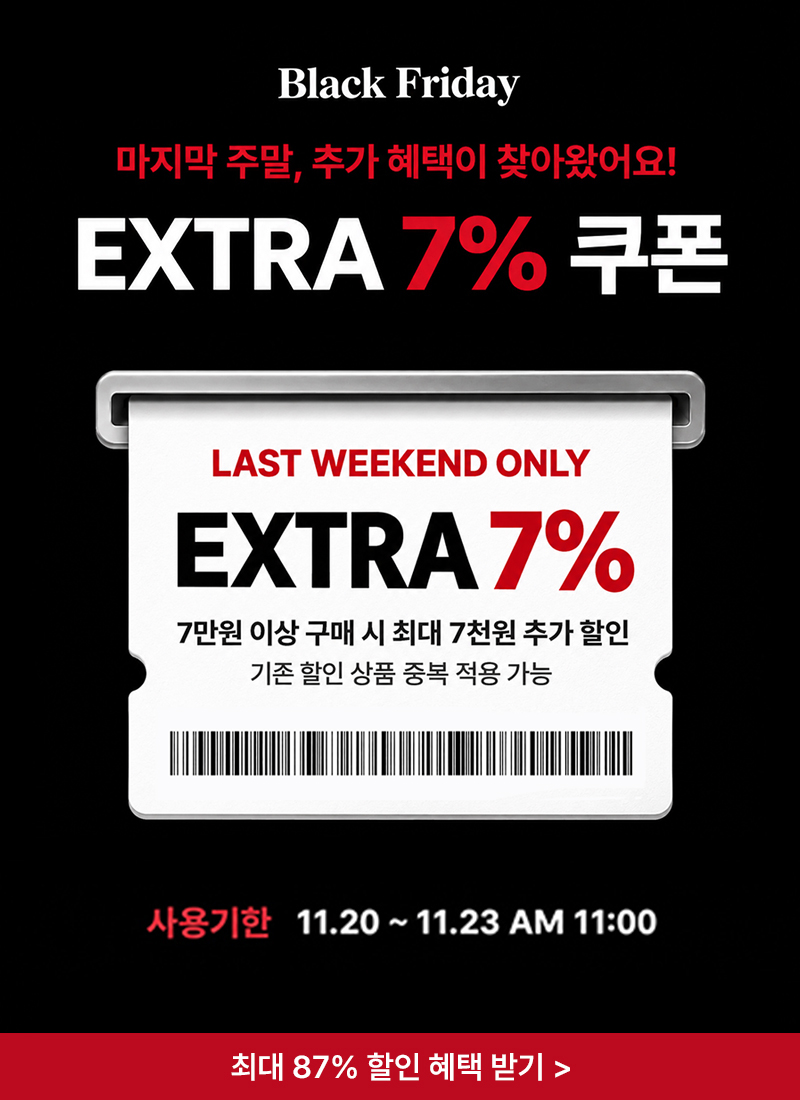 Black Friday
마지막 주말, 추가 혜택이 찾아왔어요!
EXTRA 7% 쿠폰
LAST WEEKEND ONLY
EXTRA 7%
7만원 이상 구매 시 최대 7천원 추가 할인
기존 할인 상품 중복 적용 가능
사용기한 11.20 ~ 11.23 AM 11:00
최대 87% 할인 혜택 받기 >